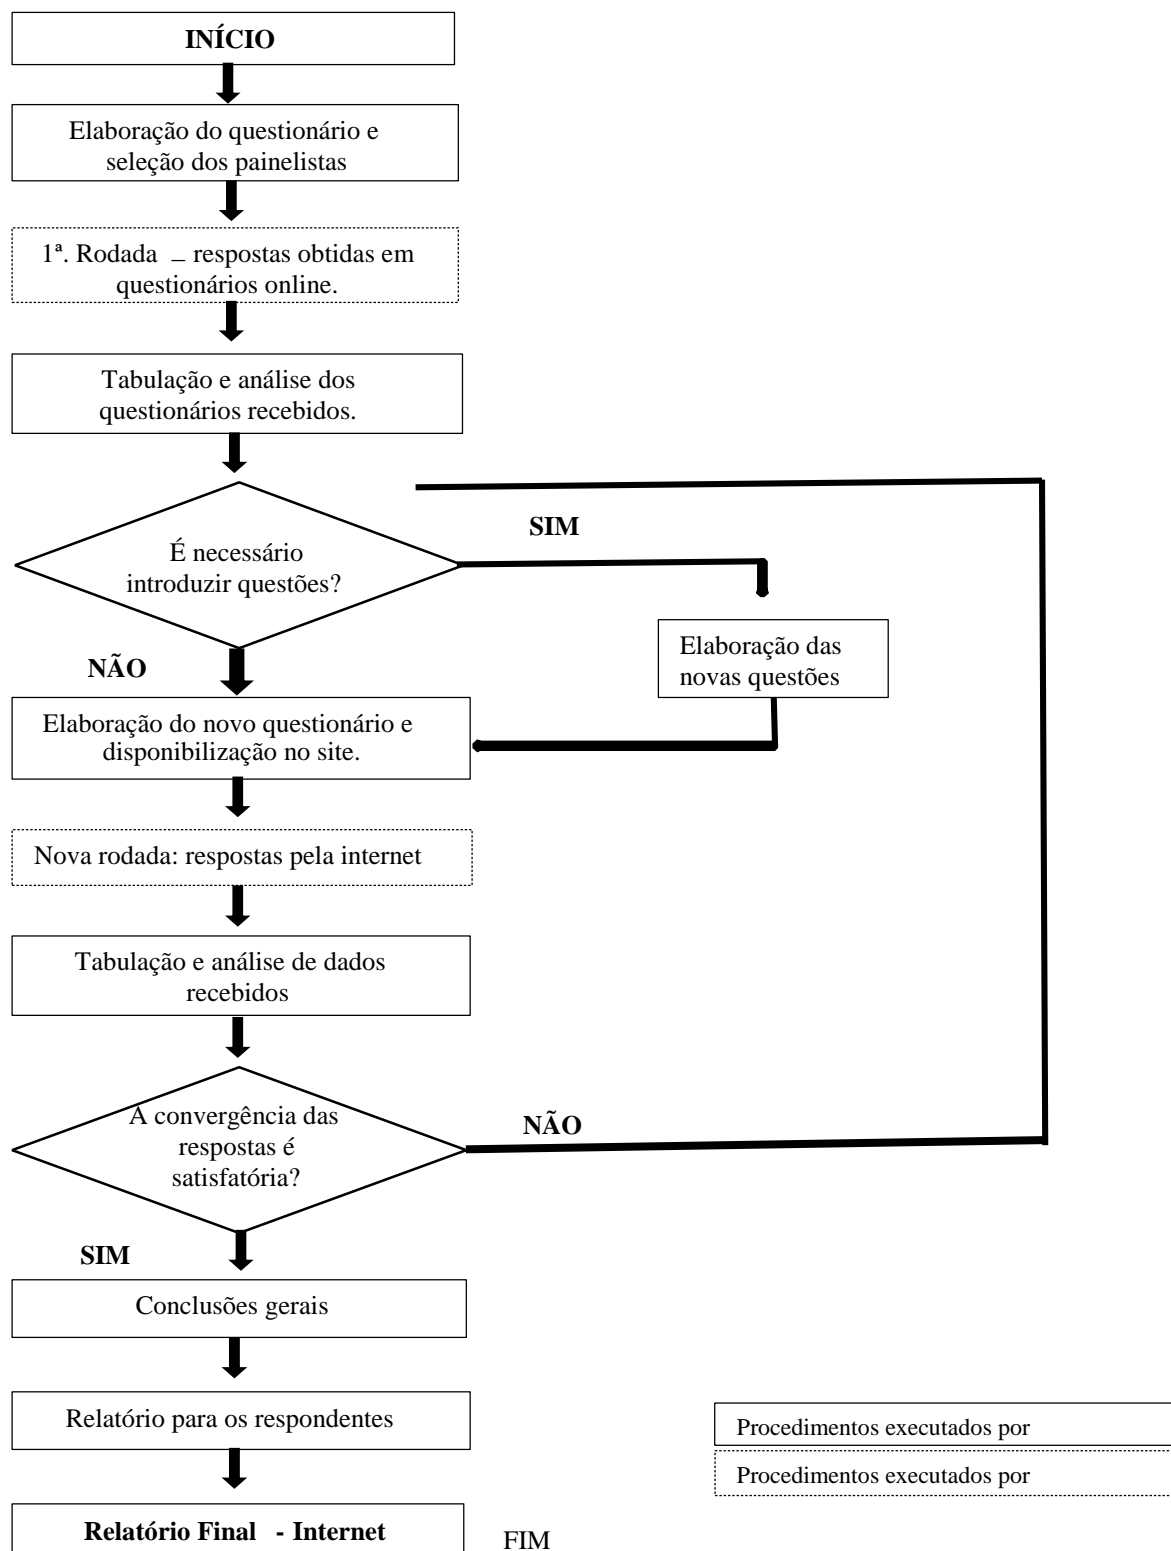 INÍCIO
Elaboração do questionário e
seleção dos painelistas
1ª. Rodada – respostas obtidas em
questionários online.
Tabulação e análise dos
questionários recebidos.
SIM
É necessário
introduzir questões?
Elaboração das
novas questões
NÃO
Elaboração do novo questionário e
disponibilização no site.
Nova rodada: respostas pela internet
Tabulação e análise de dados
recebidos
A convergência das
respostas é
satisfatória?
NÃO
SIM
Conclusões gerais
Relatório para os respondentes
Procedimentos executados por
Procedimentos executados por
Relatório Final - Internet
FIM